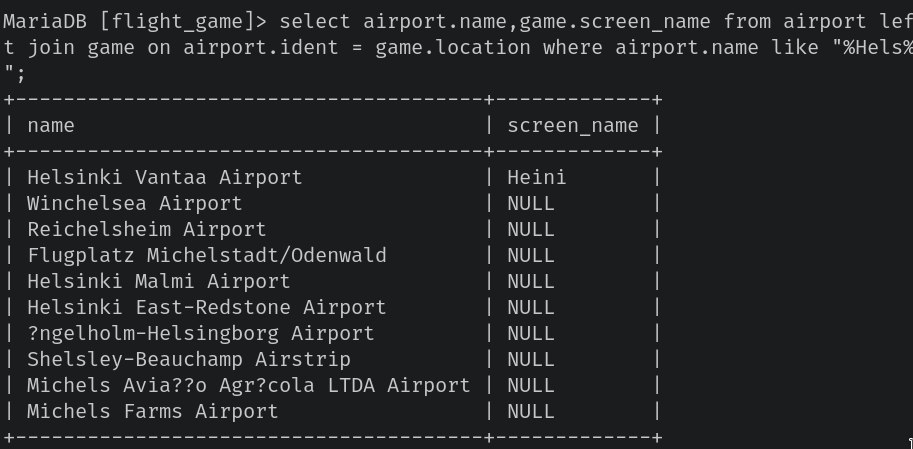 MariaDB [flight_game]> select airport.name,game.screen_name from airport lef
t join game on airport.ident = game.location where airport.name like "%Hels%
";
+---------------------------------------+-------------+
| name                                  | screen_name |
+---------------------------------------+-------------+
| Helsinki Vantaa Airport               | Heini       |
| Winchelsea Airport                    | NULL        |
| Reichelsheim Airport                  | NULL        |
| Flugplatz Michelstadt/Odenwald        | NULL        |
| Helsinki Malmi Airport                | NULL        |
| Helsinki East-Redstone Airport        | NULL        |
| ?ngelholm-Helsingborg Airport         | NULL        |
| Shelsley-Beauchamp Airstrip           | NULL        |
| Michels Avia??o Agr?cola LTDA Airport | NULL        |
| Michels Farms Airport                 | NULL        |
+---------------------------------------+-------------+